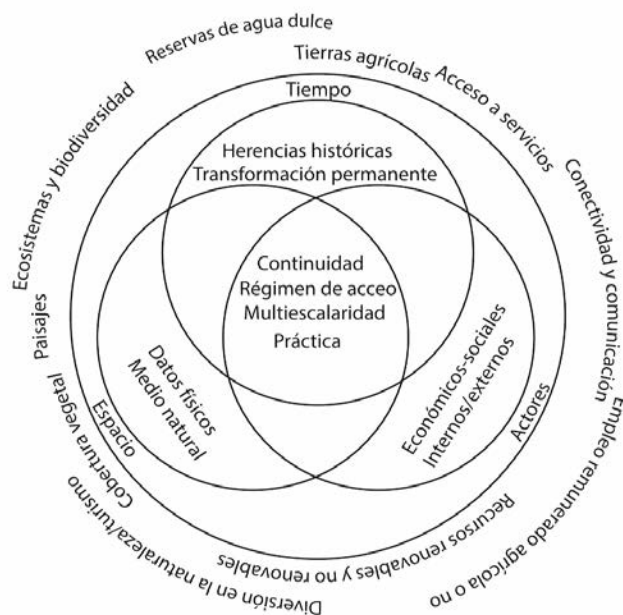 Reservas de agua dulce
Tierras agrícolas
Acceso a servicios
Ecosistemas y biodiversidad
Conectividad y comunicación
Tiempo
Herencias históricas
Transformación permanente
Continuidad
Régimen de acceo
Multiescalaridad
Práctica
Paisajes
Datos físicos
Medio natural
Económicos-sociales
Internos/externos
Espacio
Actores
Cobertura vegetal
Empleo remunerado agrícola o no
Recursos renovables y no renovables
Diversión en la naturaleza/turismo